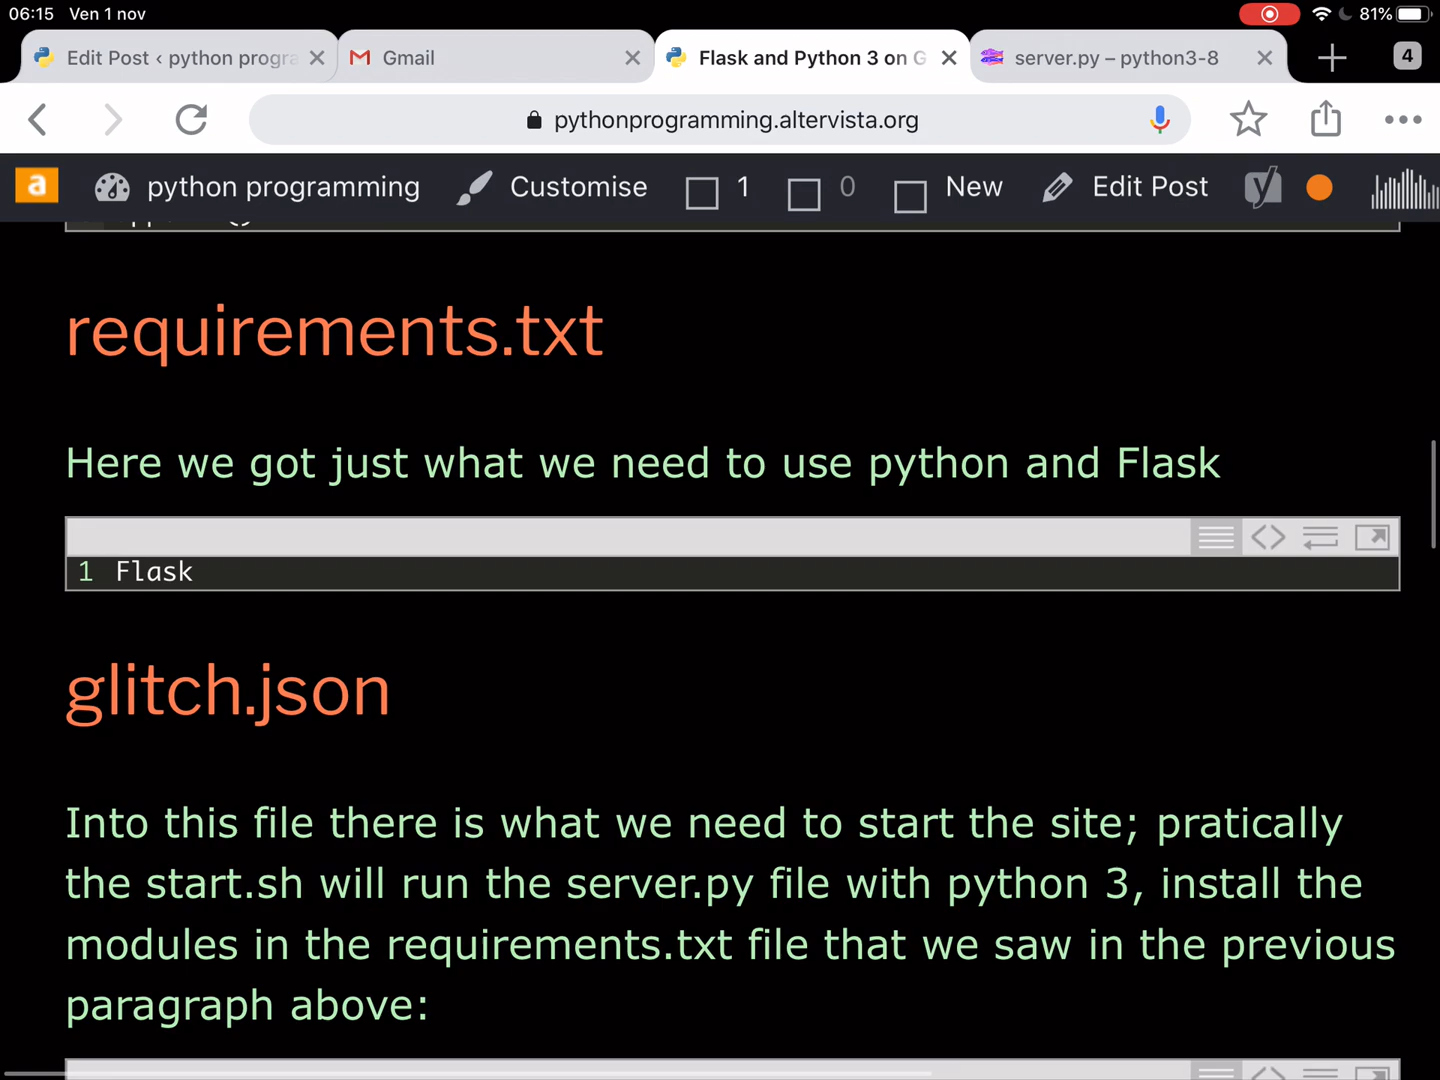 06:15 Ven 1 nov 81%
Edit Post ‹ python progra Gmail Flask and Python 3 on G server.py – python3-8 4
pythonprogramming.altervista.org
a python programming Customise 1 0 New Edit Post
requirements.txt
Here we got just what we need to use python and Flask
1 Flask
glitch.json
Into this file there is what we need to start the site; pratically
the start.sh will run the server.py file with python 3, install the
modules in the requirements.txt file that we saw in the previous
paragraph above: